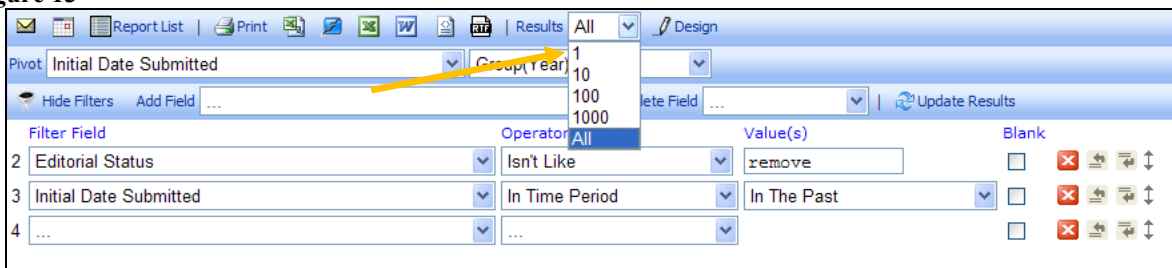 gure 13
Report List | Print | Results All Design
Pivot Initial Date Submitted Group(Year)
1
10
100
1000
All
Hide Filters Add Field ... lete Field ... | Update Results
Filter Field Operator Value(s) Blank
2 Editorial Status Isn't Like remove
3 Initial Date Submitted In Time Period In The Past
4 ... ...